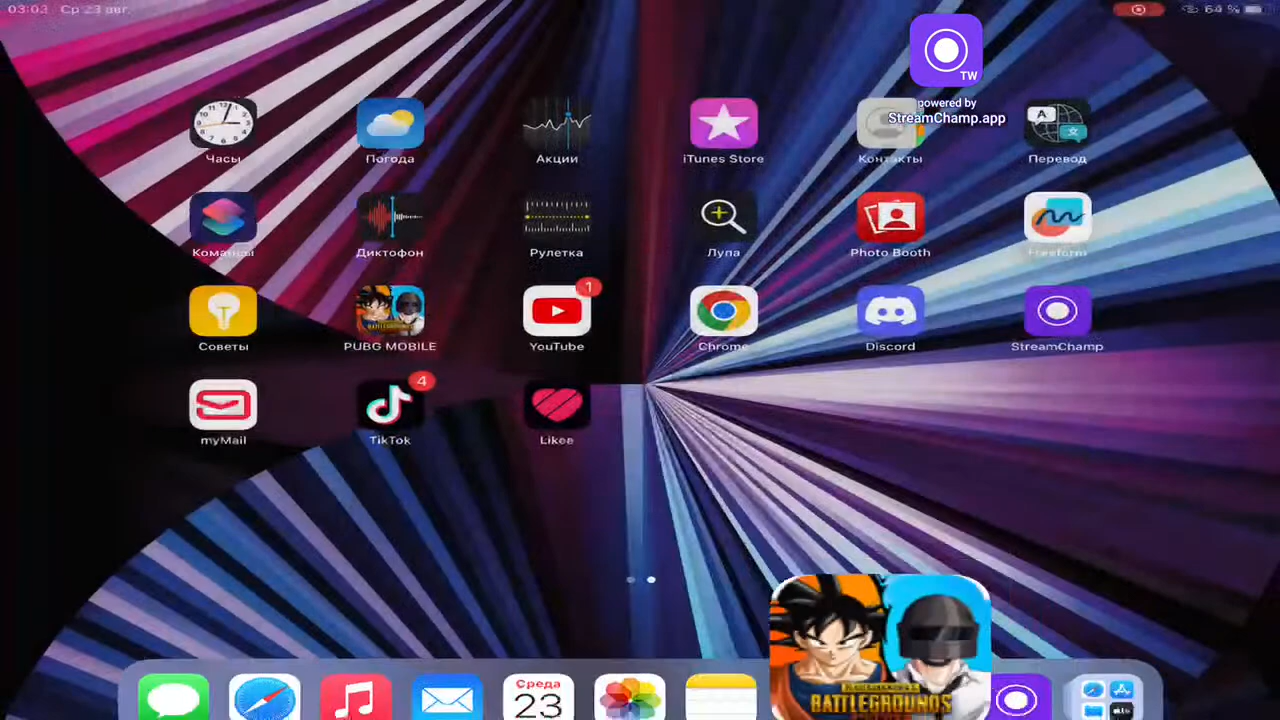 03:03 Ср 23 авг.
64 %
TW
powered by
StreamChamp.app
Часы
Погода
Акции
iTunes Store
Контакты
Перевод
Команды
Диктофон
Рулетка
Лупа
Photo Booth
Freeform
1
Советы
PUBG MOBILE
YouTube
Chrome
Discord
StreamChamp
4
myMail
TikTok
Likee
Среда
23
BATTLEGROUNDS